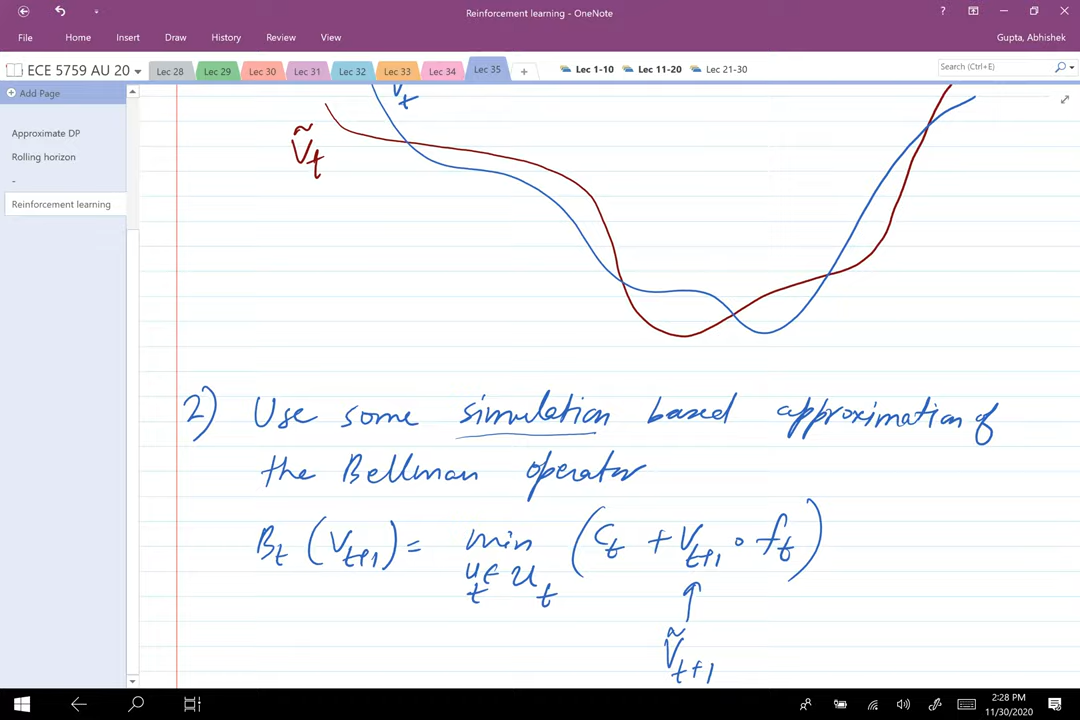 Reinforcement learning - OneNote
?
File Home Insert Draw History Review View
Gupta, Abhishek
ECE 5759 AU 20 Lec 28 Lec 29 Lec 30 Lec 31 Lec 32 Lec 33 Lec 34 Lec 35 + Lec 1-10 Lec 11-20 Lec 21-30
Search (Ctrl+E)
Add Page
Approximate DP
Rolling horizon
-
Reinforcement learning
V_t
Ṽ_t
2) Use some simulation based approximation of
the Bellman operator
B_t (V_{t+1}) = min_{u_t ∈ U_t} (c_t + V_{t+1} ∘ f_t)
↑
Ṽ_{t+1}
2:28 PM
11/30/2020